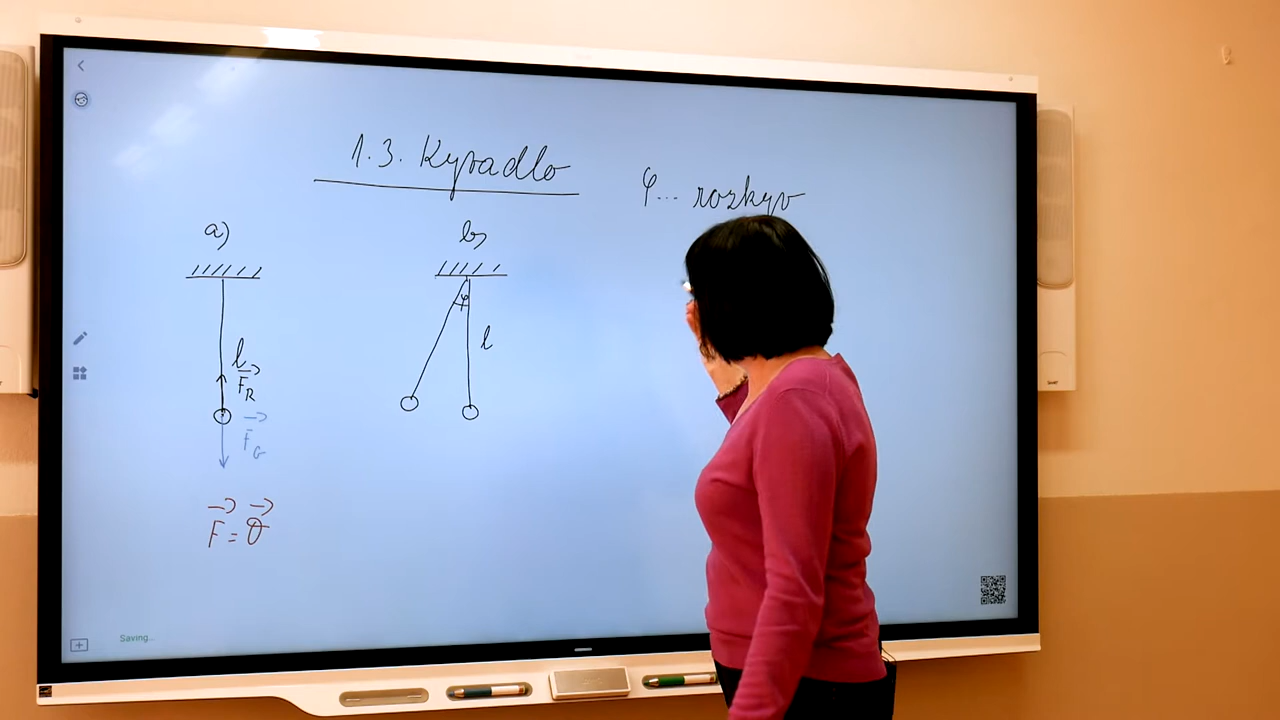 1.3. Kyvadlo
φ... rozkyv
a)
b)
φ
l
l
F_R
F_G
F = 0
Saving...